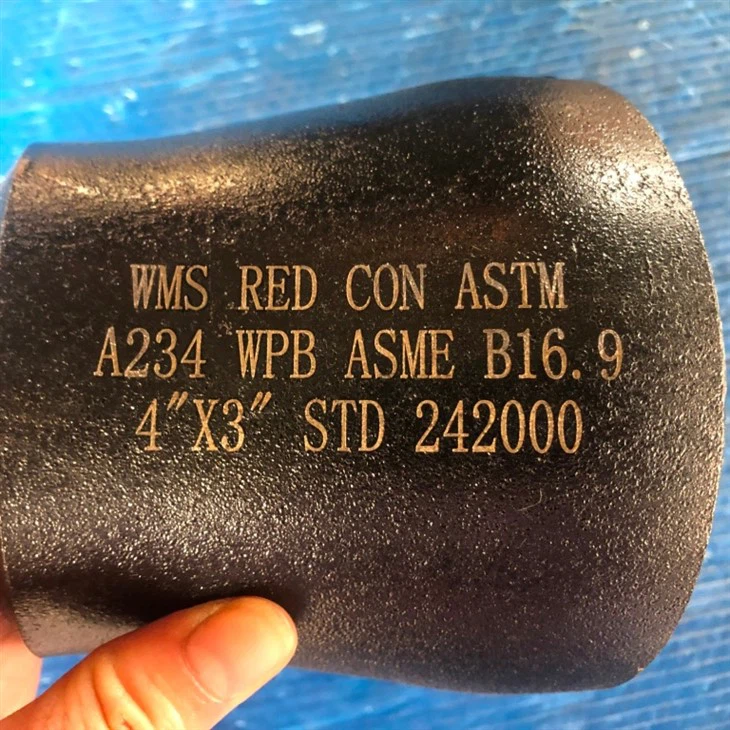 WMS RED CON ASTM
A234 WPB ASME B16.9
4"X3" STD 242000